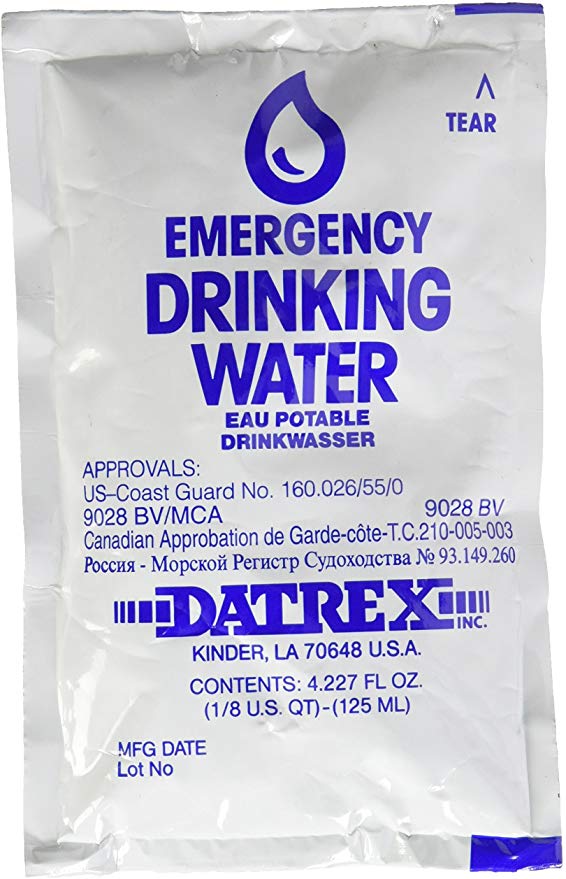 ^
TEAR
EMERGENCY
DRINKING
WATER
EAU POTABLE
DRINKWASSER
APPROVALS:
US–Coast Guard No. 160.026/55/0
9028 BV/MCA 9028 BV
Canadian Approbation de Garde-côte-T.C.210-005-003
Россия - Морской Регистр Судоходства № 93.149.260
DATREX INC.
KINDER, LA 70648 U.S.A.
CONTENTS: 4.227 FL OZ.
(1/8 U.S. QT)-(125 ML)
MFG DATE
Lot No